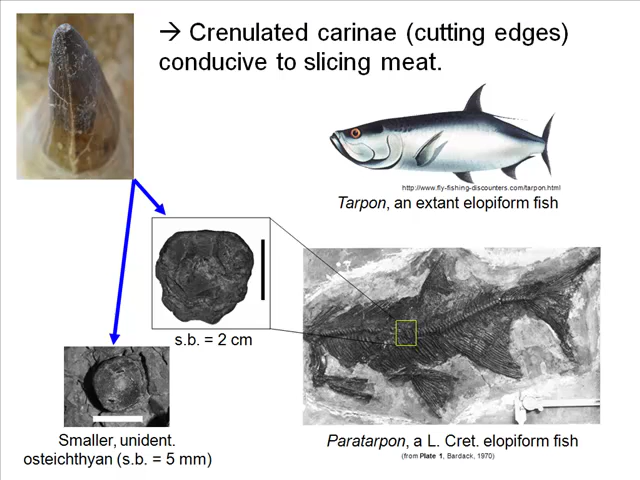 → Crenulated carinae (cutting edges)
conducive to slicing meat.
http://www.fly-fishing-discounters.com/tarpon.html
Tarpon, an extant elopiform fish
s.b. = 2 cm
Smaller, unident.
osteichthyan (s.b. = 5 mm)
Paratarpon, a L. Cret. elopiform fish
(from Plate 1, Bardack, 1970)